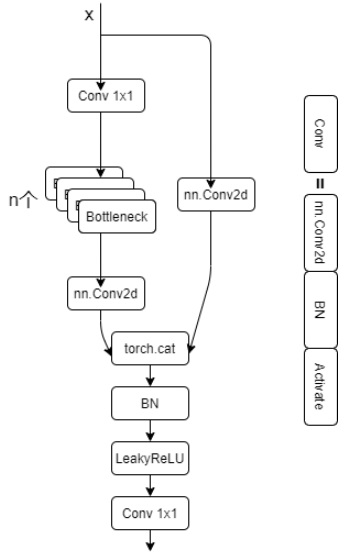 x
Conv 1x1
n个
Bottleneck
nn.Conv2d
nn.Conv2d
torch.cat
BN
LeakyReLU
Conv 1x1
Conv
=
nn.Conv2d
BN
Activate